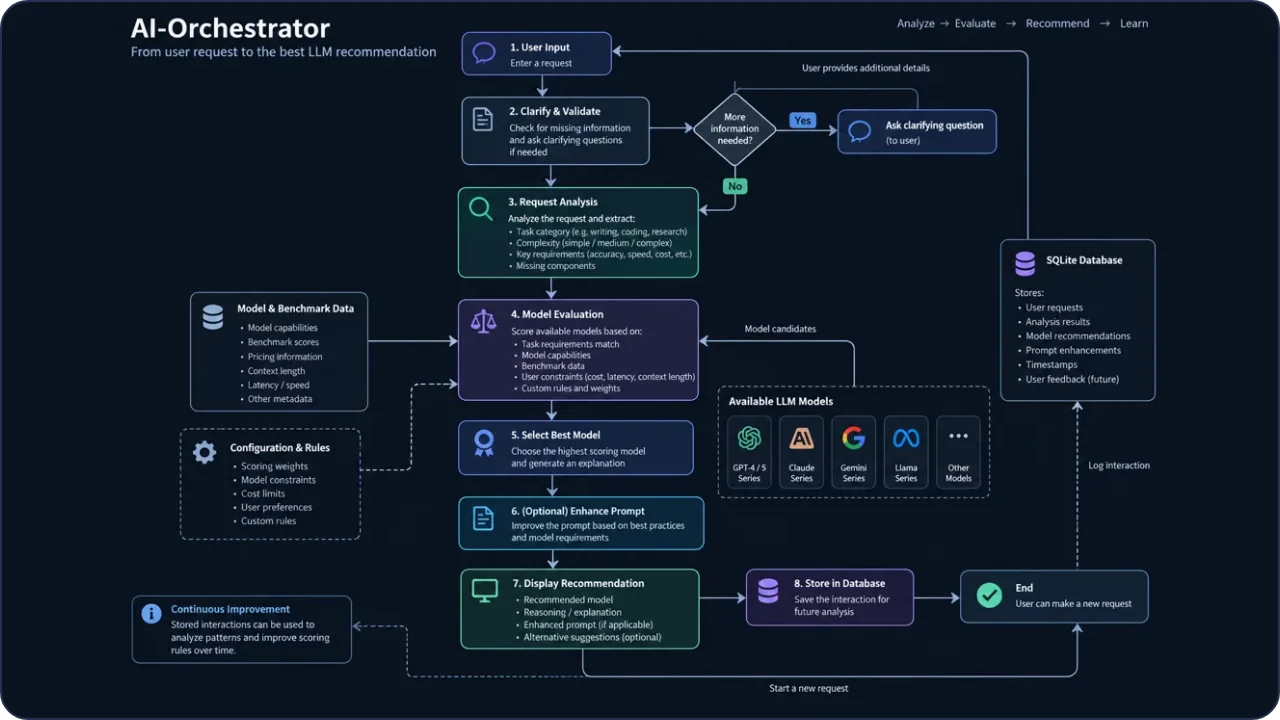 AI-Orchestrator
From user request to the best LLM recommendation
Analyze → Evaluate → Recommend → Learn
1. User Input
Enter a request
User provides additional details
2. Clarify & Validate
Check for missing information
and ask clarifying questions
if needed
More
information
needed?
Yes
Ask clarifying question
(to user)
No
3. Request Analysis
Analyze the request and extract:
• Task category (e.g. writing, coding, research)
• Complexity (simple / medium / complex)
• Key requirements (accuracy, speed, cost, etc.)
• Missing components
SQLite Database
Stores:
• User requests
• Analysis results
• Model recommendations
• Prompt enhancements
• Timestamps
• User feedback (future)
Model & Benchmark Data
• Model capabilities
• Benchmark scores
• Pricing information
• Context length
• Latency / speed
• Other metadata
4. Model Evaluation
Score available models based on:
• Task requirements match
• Model capabilities
• Benchmark data
• User constraints (cost, latency, context length)
• Custom rules and weights
Model candidates
Available LLM Models
GPT-4 / 5
Series
Claude
Series
Gemini
Series
Llama
Series
Other
Models
Configuration & Rules
• Scoring weights
• Model constraints
• Cost limits
• User preferences
• Custom rules
5. Select Best Model
Choose the highest scoring model
and generate an explanation
Log interaction
6. (Optional) Enhance Prompt
Improve the prompt based on best practices
and model requirements
7. Display Recommendation
• Recommended model
• Reasoning / explanation
• Enhanced prompt (if applicable)
• Alternative suggestions (optional)
8. Store in Database
Save the interaction for
future analysis
End
User can make a new request
Continuous Improvement
Stored interactions can be used to
analyze patterns and improve scoring
rules over time.
Start a new request